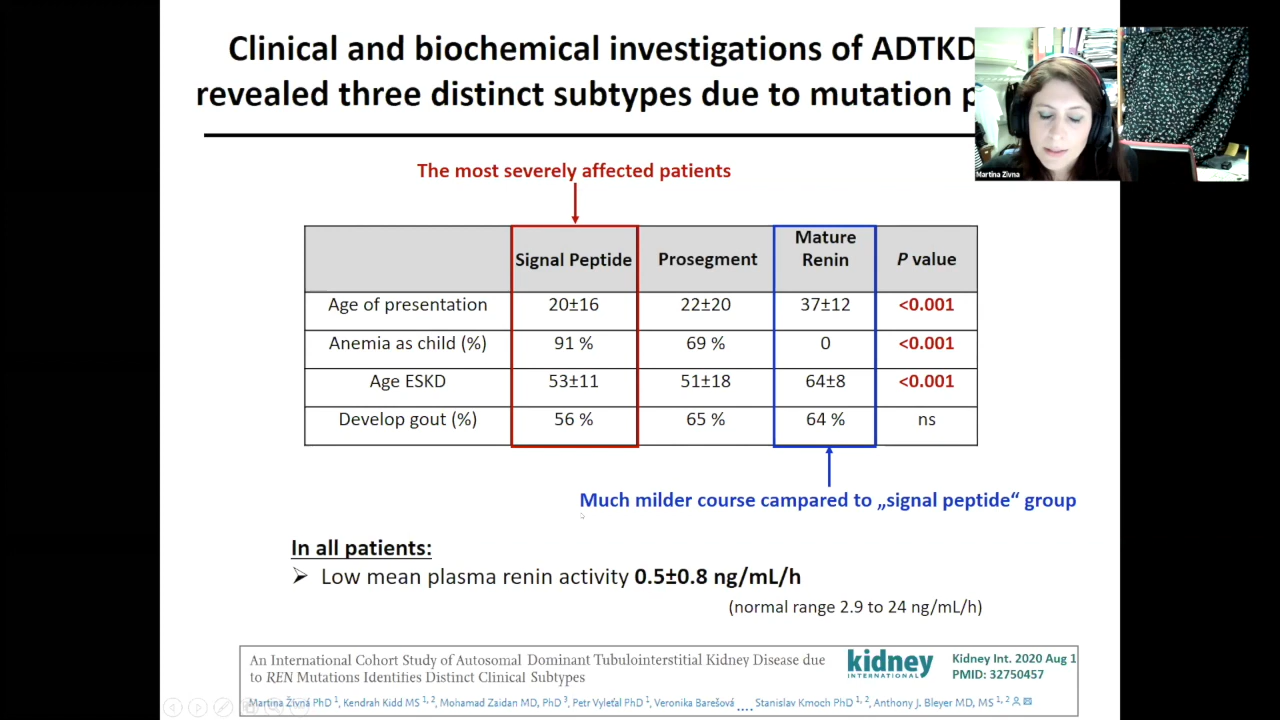 Clinical and biochemical investigations of ADTKD
revealed three distinct subtypes due to mutation p
Martina Zivna
The most severely affected patients
Signal Peptide Prosegment Mature Renin P value
Age of presentation 20±16 22±20 37±12 <0.001
Anemia as child (%) 91 % 69 % 0 <0.001
Age ESKD 53±11 51±18 64±8 <0.001
Develop gout (%) 56 % 65 % 64 % ns
Much milder course campared to „signal peptide“ group
In all patients:
➢ Low mean plasma renin activity 0.5±0.8 ng/mL/h
(normal range 2.9 to 24 ng/mL/h)
An International Cohort Study of Autosomal Dominant Tubulointerstitial Kidney Disease due
to REN Mutations Identifies Distinct Clinical Subtypes
kidney
INTERNATIONAL
Kidney Int. 2020 Aug 1
PMID: 32750457
Martina Živná PhD 1, Kendrah Kidd MS 1, 2, Mohamad Zaidan MD, PhD 3, Petr Vyleťal PhD 1, Veronika Barešová .... Stanislav Kmoch PhD 1, 2, Anthony J. Bleyer MD, MS 1, 2